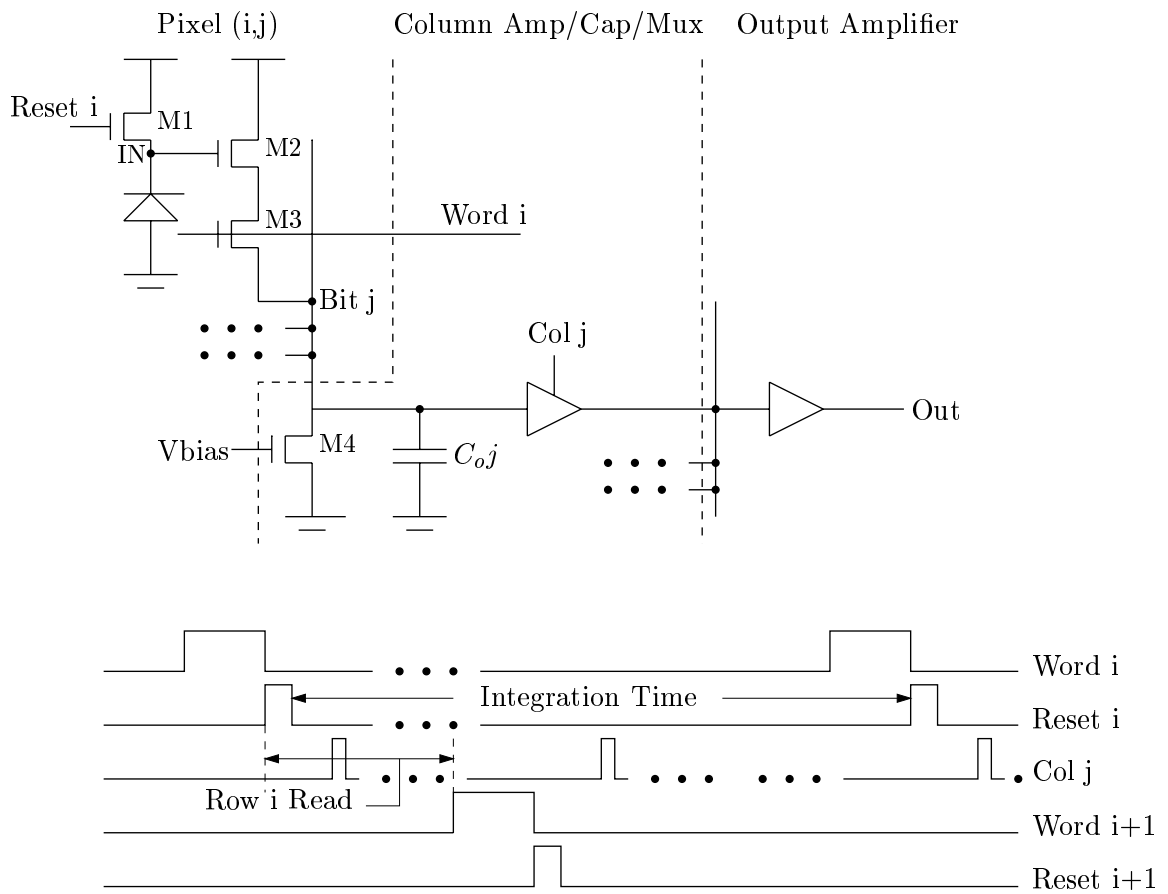 Pixel (i,j) Column Amp/Cap/Mux Output Amplifier
Reset i
M1
IN
M2
M3
Word i
Bit j
Col j
Out
Vbias
M4
C_oj
Word i
Integration Time
Reset i
Col j
Row i Read
Word i+1
Reset i+1